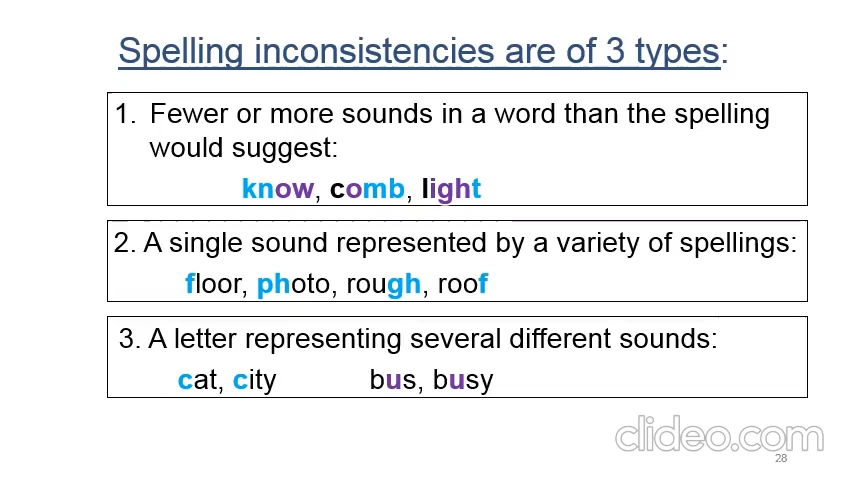 Spelling inconsistencies are of 3 types:
1. Fewer or more sounds in a word than the spelling
would suggest:
know, comb, light
2. A single sound represented by a variety of spellings:
floor, photo, rough, roof
3. A letter representing several different sounds:
cat, city bus, busy
clideo.com
28